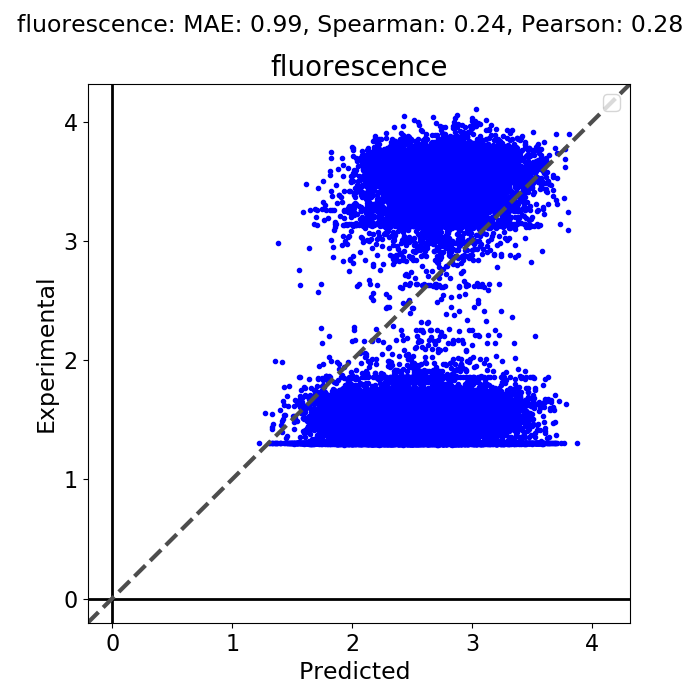 fluorescence: MAE: 0.99, Spearman: 0.24, Pearson: 0.28
fluorescence
4
3
2
1
0
Experimental
0 1 2 3 4
Predicted